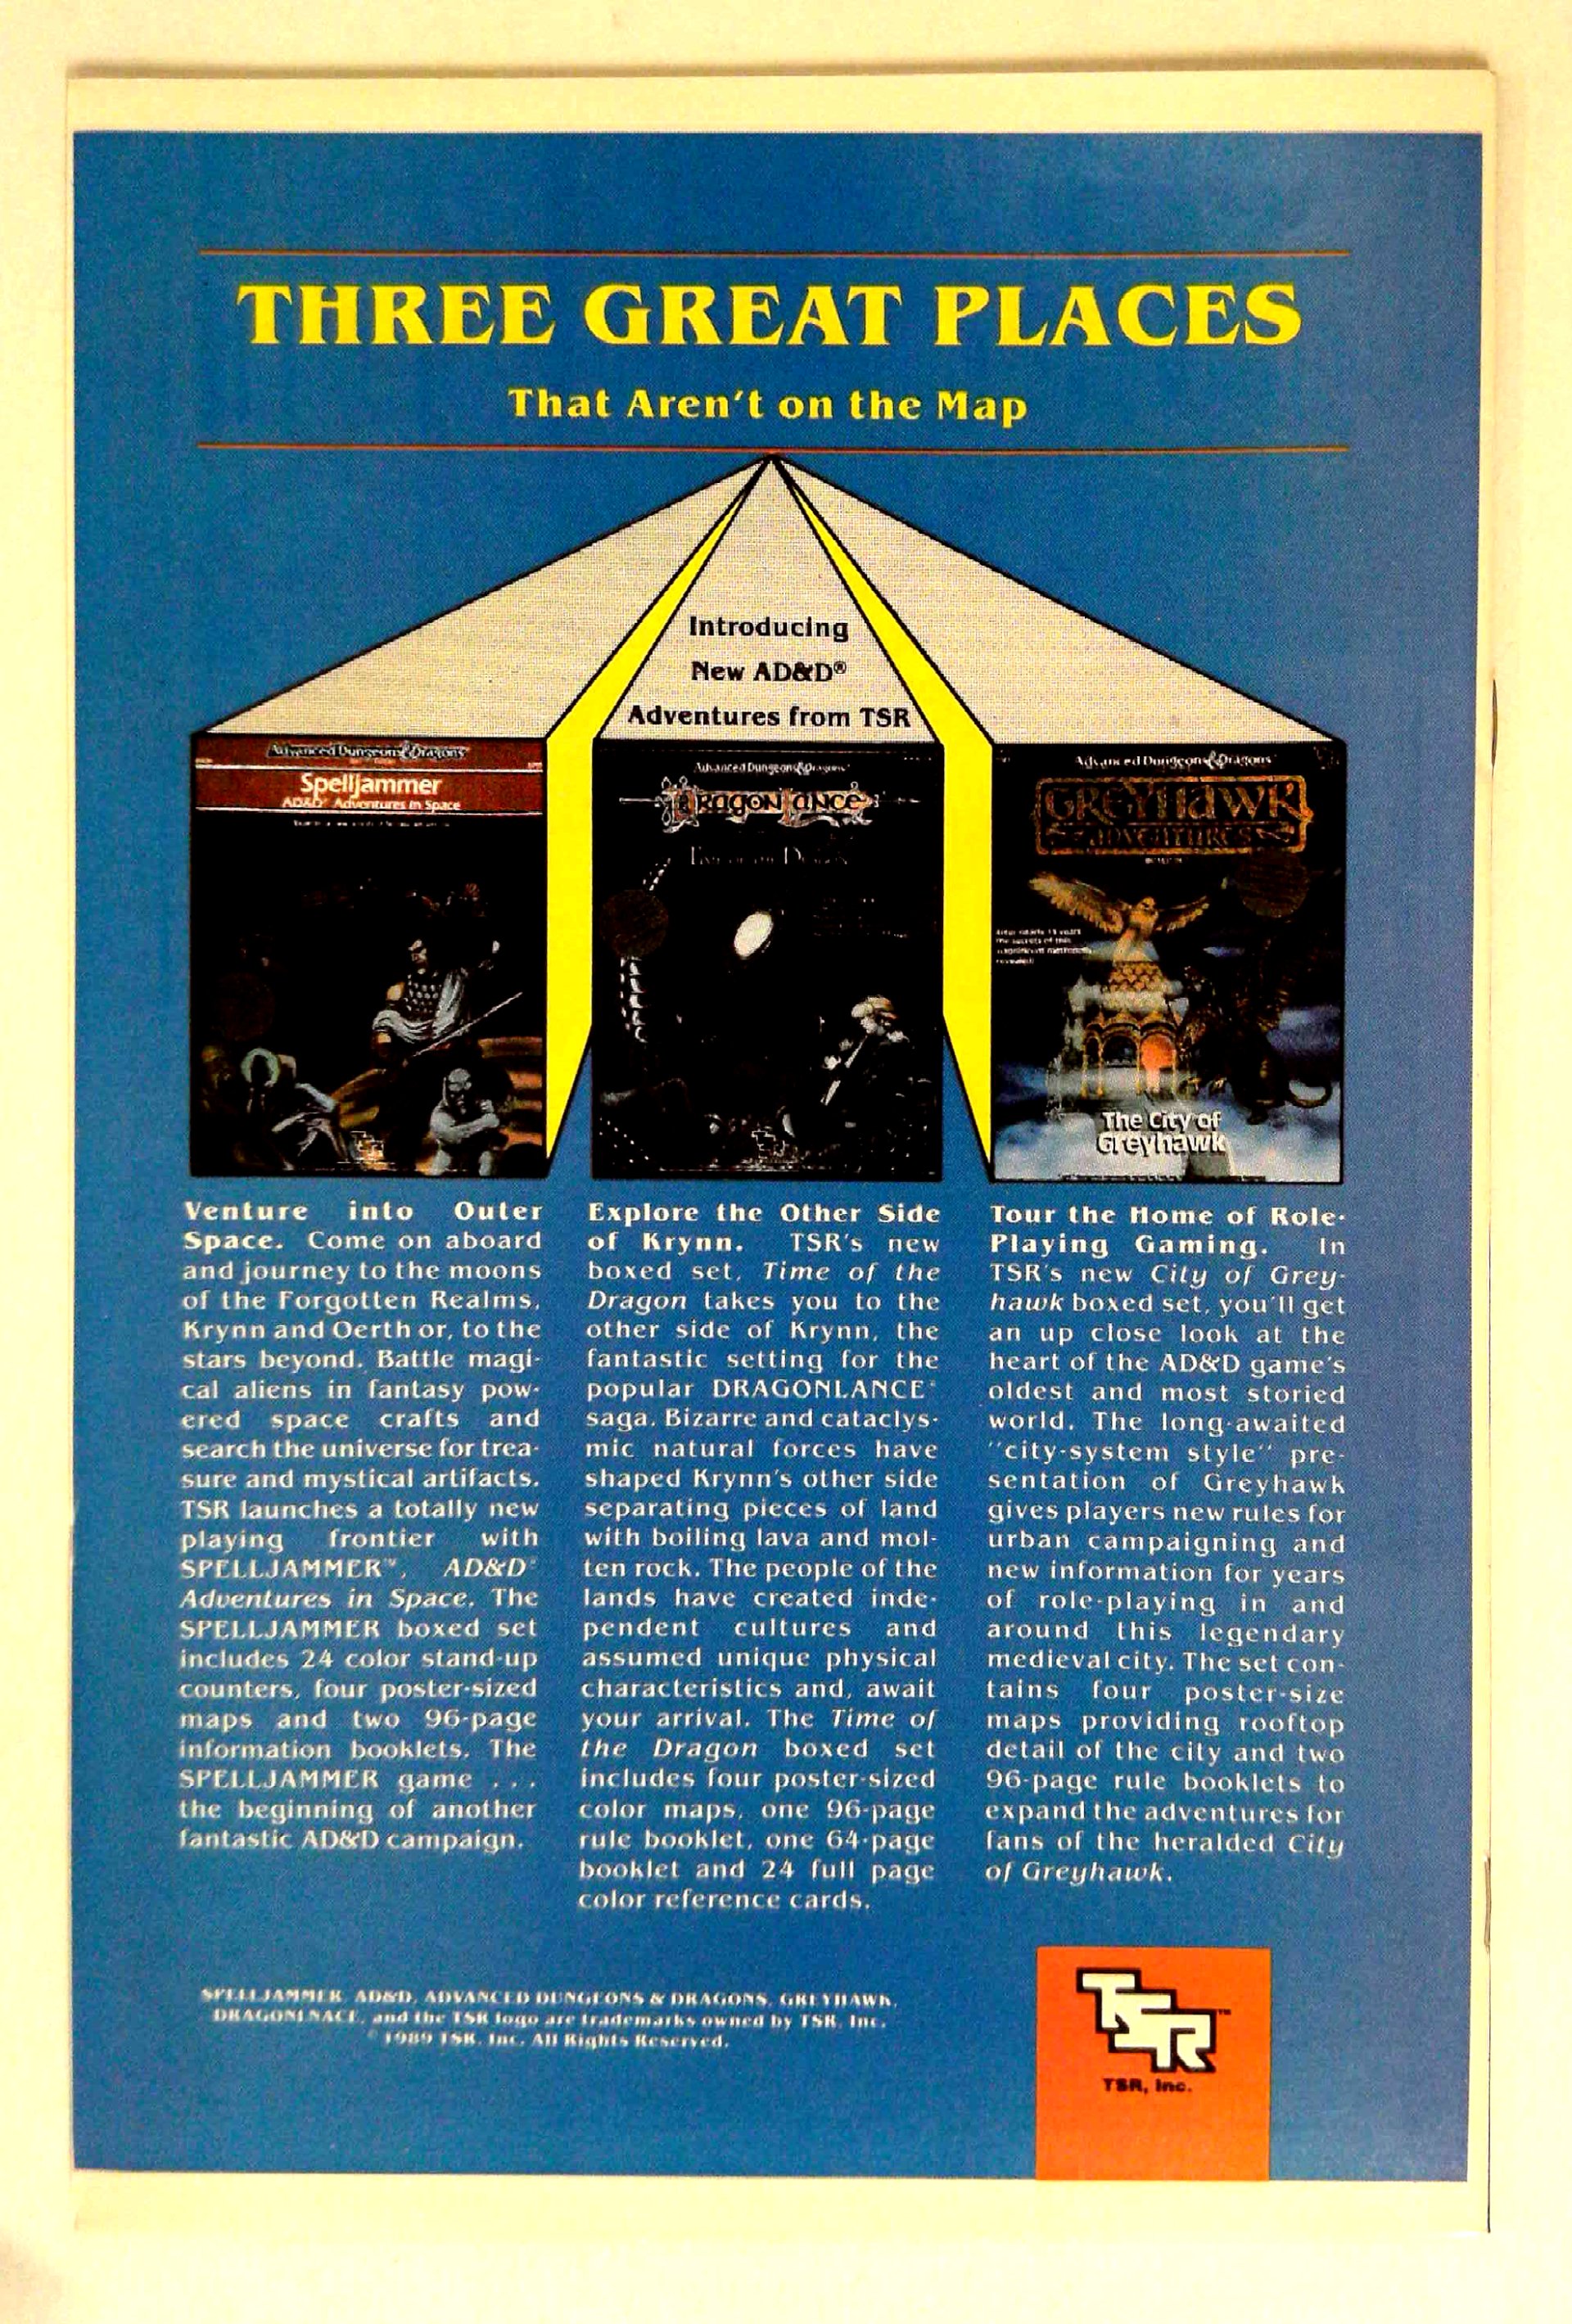 THREE GREAT PLACES
That Aren't on the Map
Introducing
New AD&D®
Adventures from TSR
Advanced Dungeons & Dragons
Spelljammer
AD&D Adventures in Space
Advanced Dungeons & Dragons
DRAGONLANCE
Time of the Dragon
Advanced Dungeons & Dragons
GREYHAWK
ADVENTURES
After nearly 15 years
the secrets of this
magnificent metropolis
revealed!
The City of
Greyhawk
Venture into Outer
Space. Come on aboard
and journey to the moons
of the Forgotten Realms,
Krynn and Oerth or, to the
stars beyond. Battle magi-
cal aliens in fantasy pow-
ered space crafts and
search the universe for trea-
sure and mystical artifacts.
TSR launches a totally new
playing frontier with
SPELLJAMMER™, AD&D®
Adventures in Space. The
SPELLJAMMER boxed set
includes 24 color stand-up
counters, four poster-sized
maps and two 96-page
information booklets. The
SPELLJAMMER game . . .
the beginning of another
fantastic AD&D campaign.
Explore the Other Side
of Krynn. TSR's new
boxed set, Time of the
Dragon takes you to the
other side of Krynn, the
fantastic setting for the
popular DRAGONLANCE®
saga. Bizarre and cataclys-
mic natural forces have
shaped Krynn's other side
separating pieces of land
with boiling lava and mol-
ten rock. The people of the
lands have created inde-
pendent cultures and
assumed unique physical
characteristics and, await
your arrival. The Time of
the Dragon boxed set
includes four poster-sized
color maps, one 96-page
rule booklet, one 64-page
booklet and 24 full page
color reference cards.
Tour the Home of Role-
Playing Gaming. In
TSR's new City of Grey-
hawk boxed set, you'll get
an up close look at the
heart of the AD&D game's
oldest and most storied
world. The long-awaited
"city-system style" pre-
sentation of Greyhawk
gives players new rules for
urban campaigning and
new information for years
of role-playing in and
around this legendary
medieval city. The set con-
tains four poster-size
maps providing rooftop
detail of the city and two
96-page rule booklets to
expand the adventures for
fans of the heralded City
of Greyhawk.
SPELLJAMMER, AD&D, ADVANCED DUNGEONS & DRAGONS, GREYHAWK,
DRAGONLNACE, and the TSR logo are trademarks owned by TSR, Inc.
© 1989 TSR, Inc. All Rights Reserved.
TSR™
TSR, Inc.